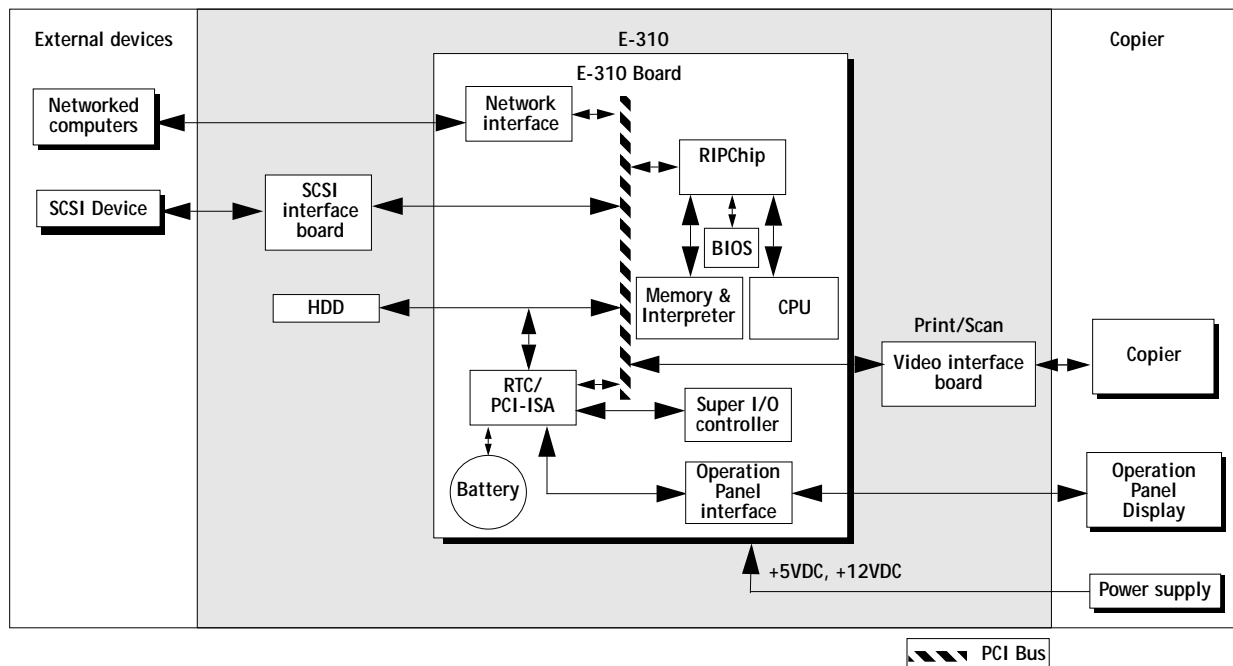 External devices
E-310
Copier
E-310 Board
Networked
computers
Network
interface
RIPChip
SCSI Device
SCSI
interface
board
BIOS
HDD
Memory &
Interpreter
CPU
Print/Scan
Video interface
board
Copier
RTC/
PCI-ISA
Super I/O
controller
Battery
Operation
Panel
interface
Operation
Panel
Display
+5VDC, +12VDC
Power supply
PCI Bus